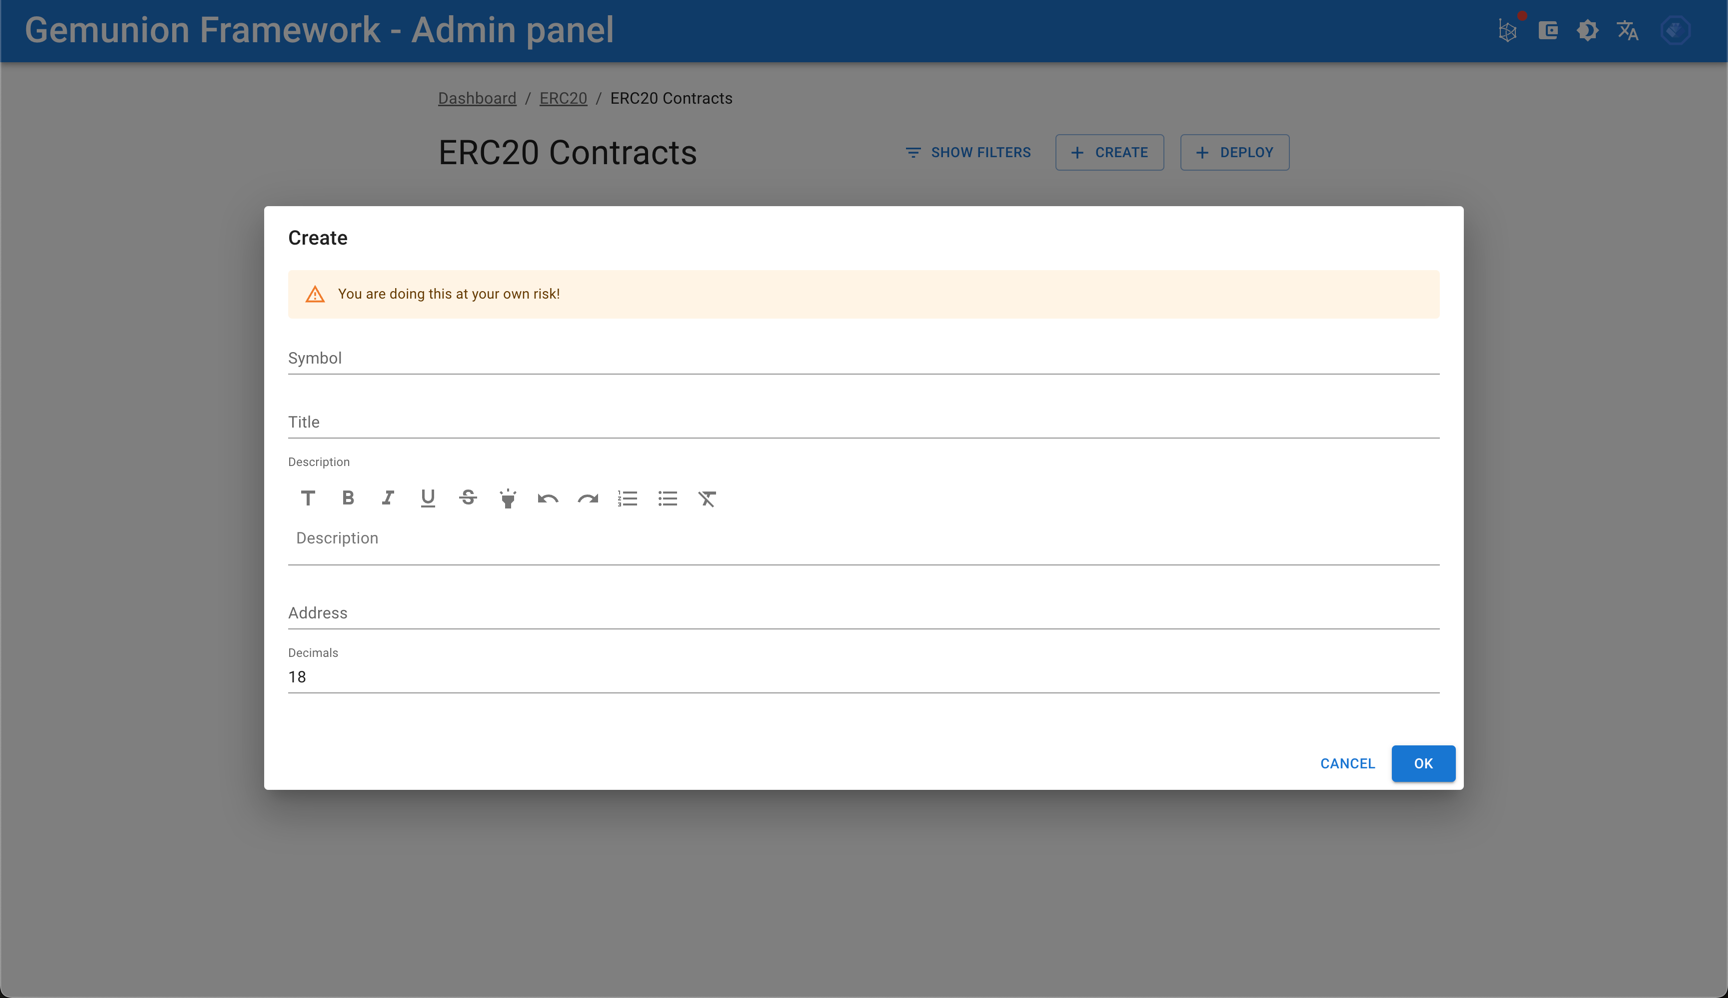 Gemunion Framework - Admin panel
Dashboard / ERC20 / ERC20 Contracts
ERC20 Contracts
SHOW FILTERS
+ CREATE
+ DEPLOY
Create
You are doing this at your own risk!
Symbol
Title
Description
Description
Address
Decimals
18
CANCEL
OK